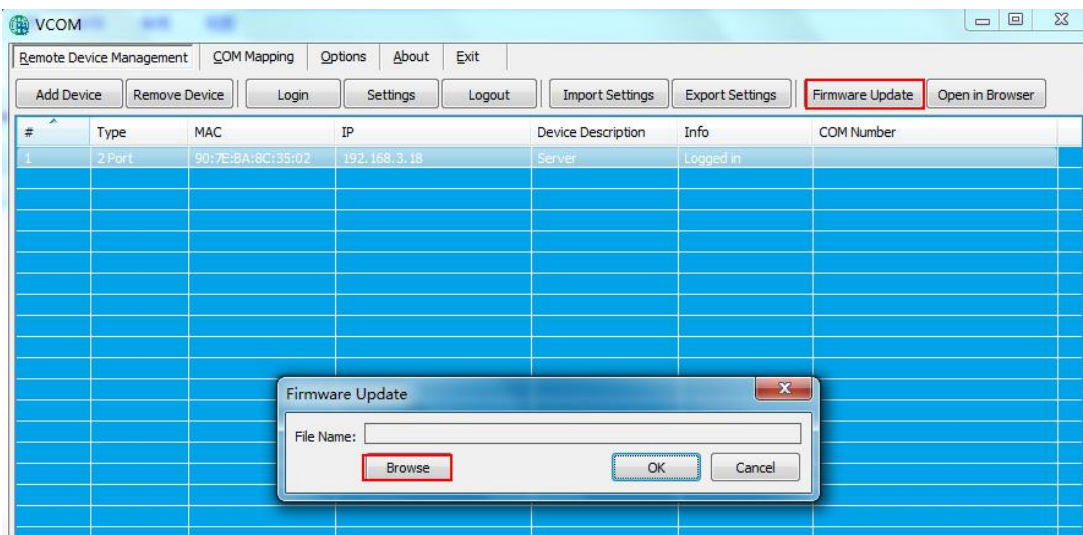 VCOM
Remote Device Management COM Mapping Options About Exit
Add Device Remove Device Login Settings Logout Import Settings Export Settings Firmware Update Open in Browser
# Type MAC IP Device Description Info COM Number
1 2 Port 90:7E:BA:8C:35:02 192.168.3.18 Server Logged in
Firmware Update
File Name:
Browse OK Cancel